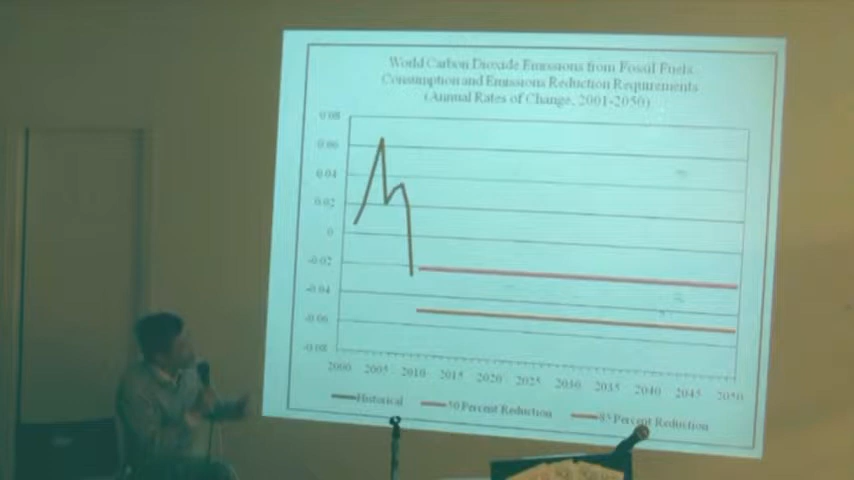 World Carbon Dioxide Emissions from Fossil Fuels
Consumption and Emissions Reduction Requirements
(Annual Rates of Change, 2001-2050)
0.08
0.06
0.04
0.02
0
-0.02
-0.04
-0.06
-0.08
2000 2005 2010 2015 2020 2025 2030 2035 2040 2045 2050
Historical 50 Percent Reduction 85 Percent Reduction